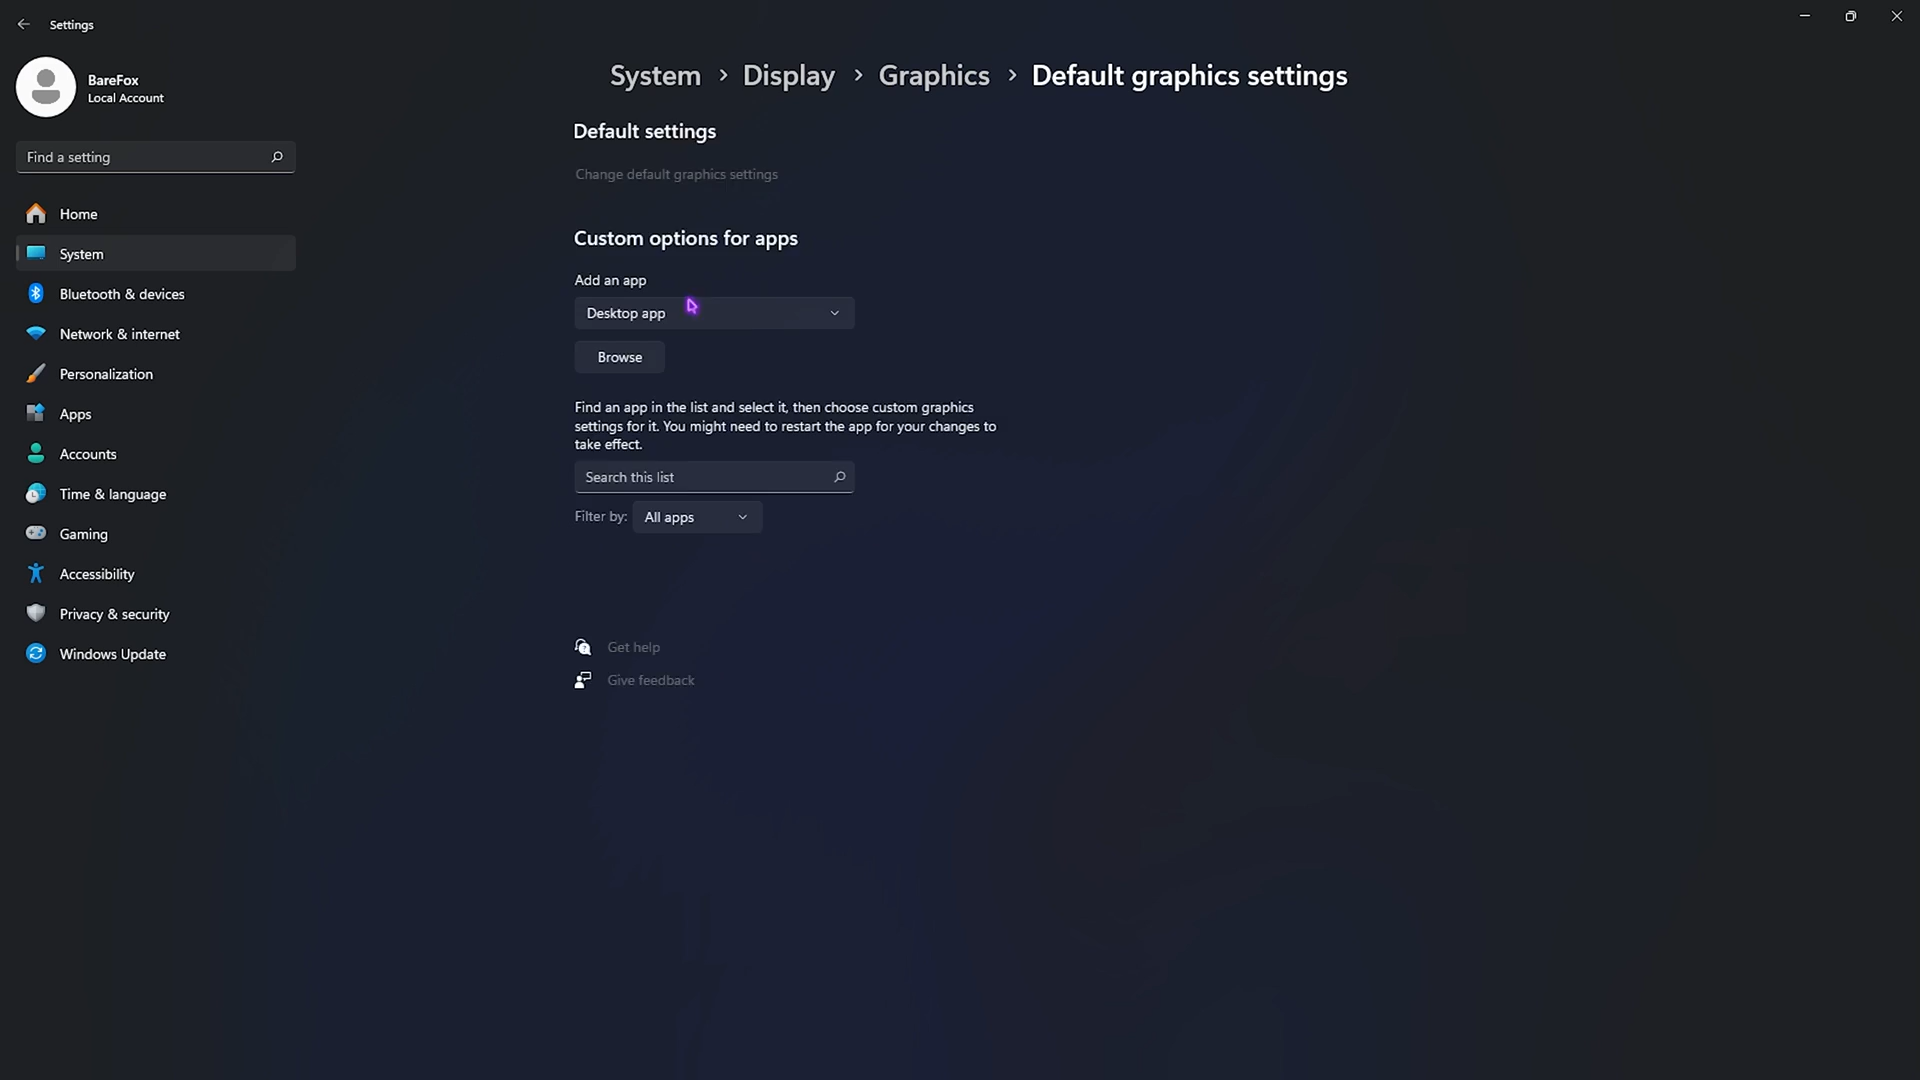 Settings
BareFox
Local Account
Find a setting
Home
System
Bluetooth & devices
Network & internet
Personalization
Apps
Accounts
Time & language
Gaming
Accessibility
Privacy & security
Windows Update
System › Display › Graphics › Default graphics settings
Default settings
Change default graphics settings
Custom options for apps
Add an app
Desktop app
Browse
Find an app in the list and select it, then choose custom graphics
settings for it. You might need to restart the app for your changes to
take effect.
Search this list
Filter by: All apps
Get help
Give feedback